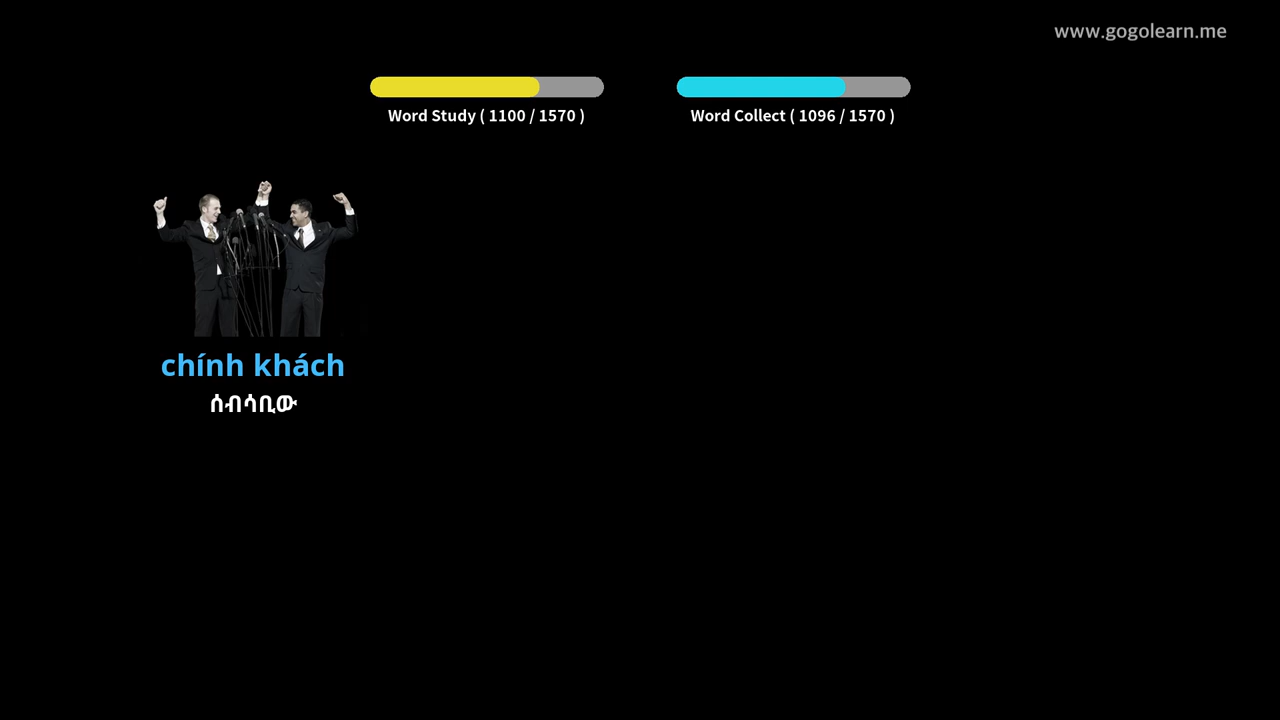 www.gogolearn.me
Word Study ( 1100 / 1570 )
Word Collect ( 1096 / 1570 )
chính khách
ሰብሳቢው